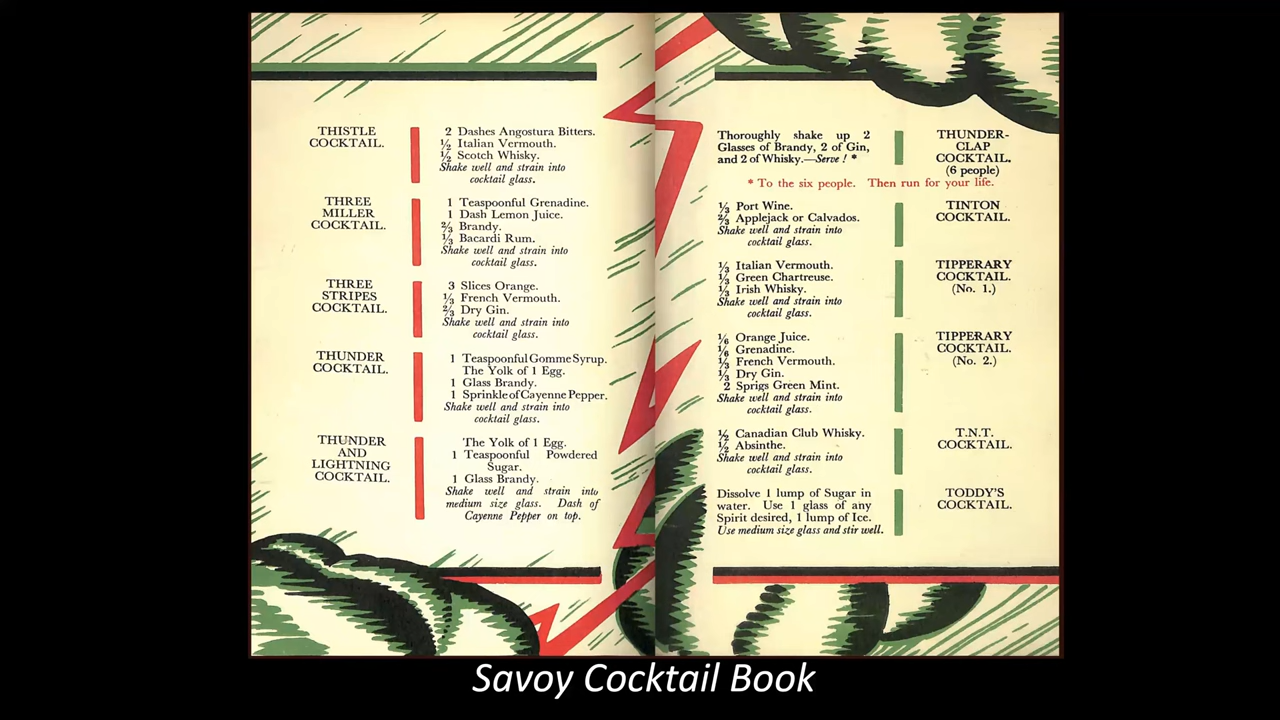 THISTLE
COCKTAIL.
2 Dashes Angostura Bitters.
½ Italian Vermouth.
½ Scotch Whisky.
Shake well and strain into
cocktail glass.
THREE
MILLER
COCKTAIL.
1 Teaspoonful Grenadine.
1 Dash Lemon Juice.
⅔ Brandy.
⅓ Bacardi Rum.
Shake well and strain into
cocktail glass.
THREE
STRIPES
COCKTAIL.
3 Slices Orange.
⅓ French Vermouth.
⅔ Dry Gin.
Shake well and strain into
cocktail glass.
THUNDER
COCKTAIL.
1 Teaspoonful Gomme Syrup.
The Yolk of 1 Egg.
1 Glass Brandy.
1 Sprinkle of Cayenne Pepper.
Shake well and strain into
cocktail glass.
THUNDER
AND
LIGHTNING
COCKTAIL.
The Yolk of 1 Egg.
1 Teaspoonful Powdered
Sugar.
1 Glass Brandy.
Shake well and strain into
medium size glass. Dash of
Cayenne Pepper on top.
Thoroughly shake up 2
Glasses of Brandy, 2 of Gin,
and 2 of Whisky.—Serve! *
THUNDER-
CLAP
COCKTAIL.
(6 people)
* To the six people. Then run for your life.
⅓ Port Wine.
⅔ Applejack or Calvados.
Shake well and strain into
cocktail glass.
TINTON
COCKTAIL.
⅓ Italian Vermouth.
⅓ Green Chartreuse.
⅓ Irish Whisky.
Shake well and strain into
cocktail glass.
TIPPERARY
COCKTAIL.
(No. 1.)
⅙ Orange Juice.
⅙ Grenadine.
⅓ French Vermouth.
⅓ Dry Gin.
2 Sprigs Green Mint.
Shake well and strain into
cocktail glass.
TIPPERARY
COCKTAIL.
(No. 2.)
½ Canadian Club Whisky.
½ Absinthe.
Shake well and strain into
cocktail glass.
T.N.T.
COCKTAIL.
Dissolve 1 lump of Sugar in
water. Use 1 glass of any
Spirit desired, 1 lump of Ice.
Use medium size glass and stir well.
TODDY'S
COCKTAIL.
Savoy Cocktail Book